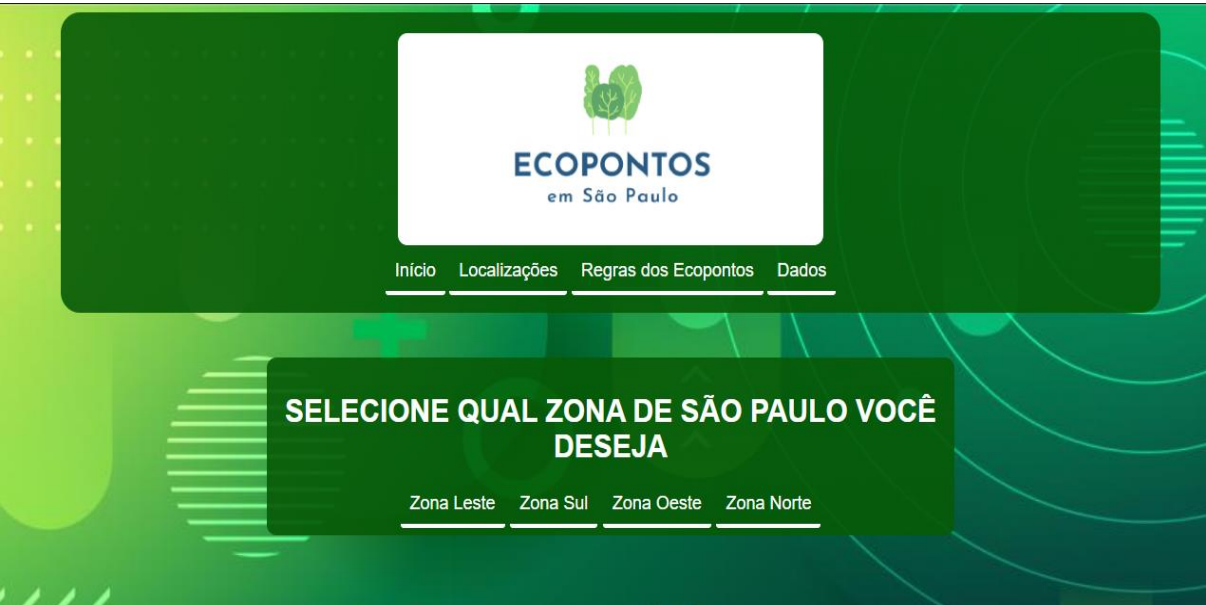 ECOPONTOS
em São Paulo
Início Localizações Regras dos Ecopontos Dados
SELECIONE QUAL ZONA DE SÃO PAULO VOCÊ
DESEJA
Zona Leste Zona Sul Zona Oeste Zona Norte